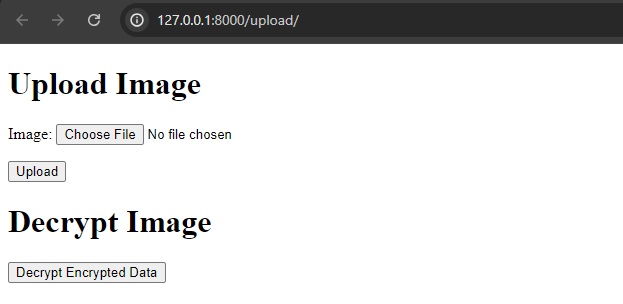 127.0.0.1:8000/upload/
Upload Image
Image: Choose File No file chosen
Upload
Decrypt Image
Decrypt Encrypted Data